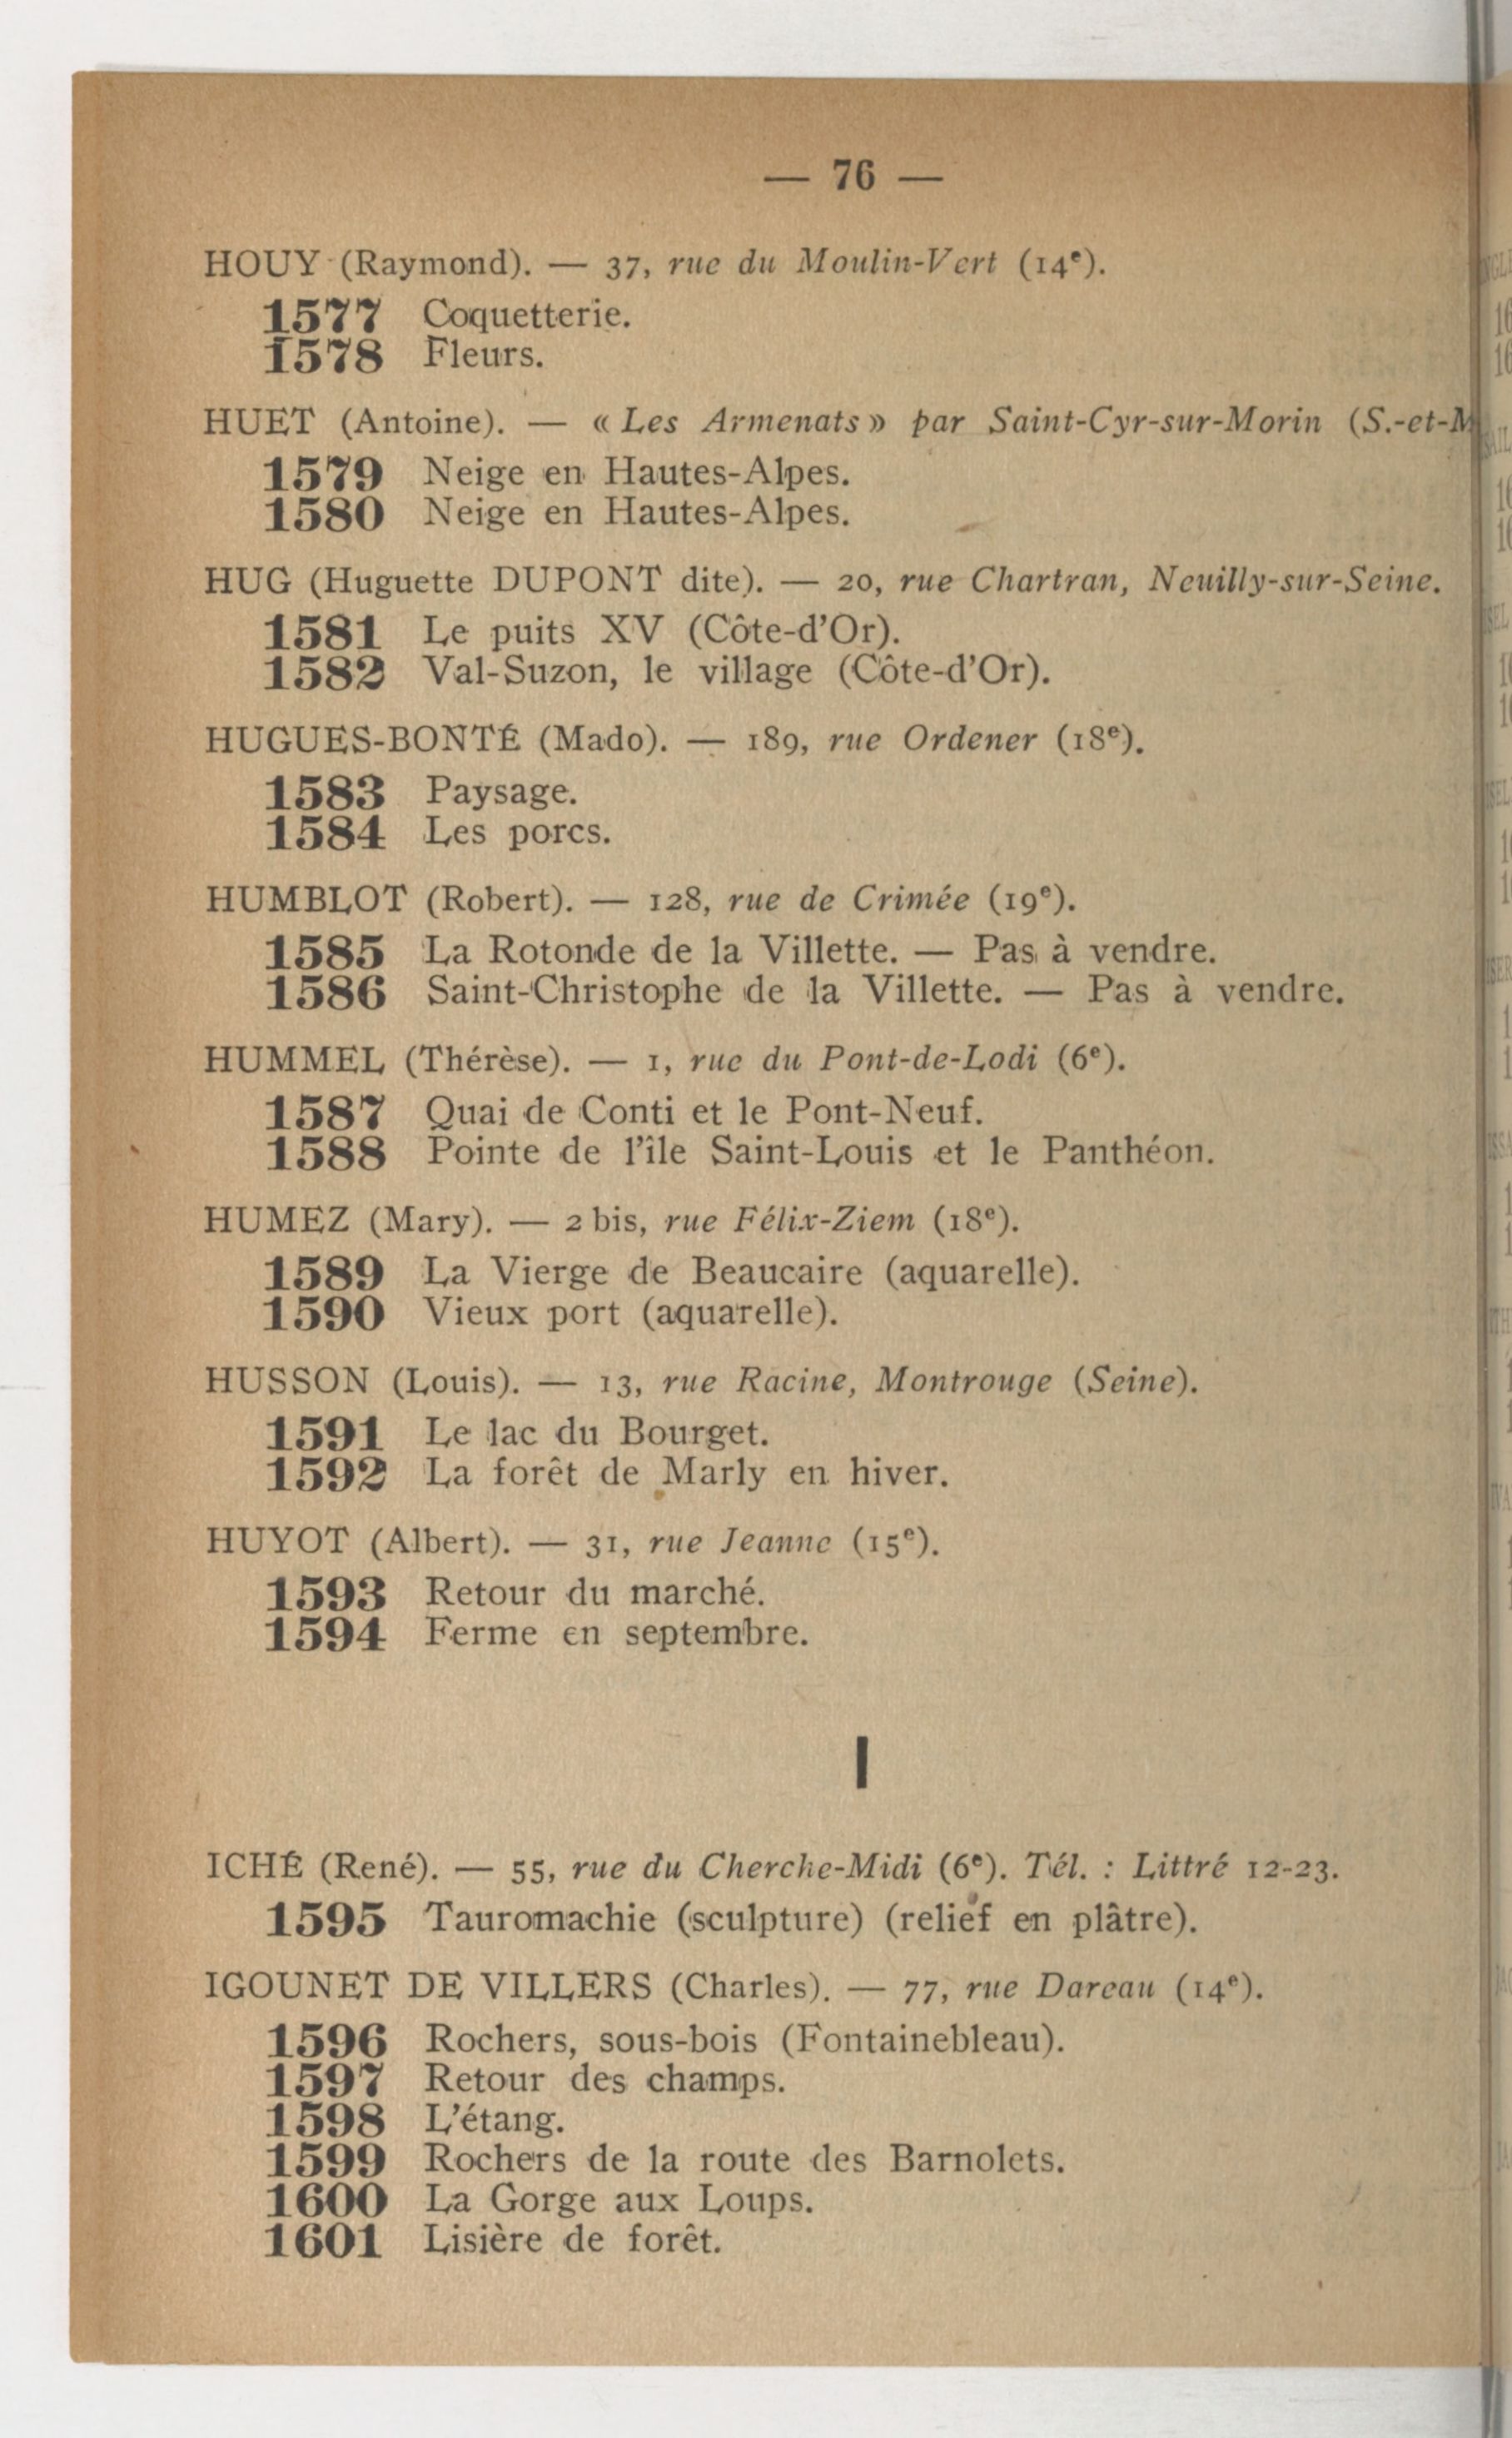 — 76 —
HOUY (Raymond). — 37, rue du Moulin-Vert (14e).
1577 Coquetterie.
1578 Fleurs.
HUET (Antoine). — « Les Armenats » par Saint-Cyr-sur-Morin (S.-et-M
1579 Neige en Hautes-Alpes.
1580 Neige en Hautes-Alpes.
HUG (Huguette DUPONT dite). — 20, rue Chartran, Neuilly-sur-Seine.
1581 Le puits XV (Côte-d'Or).
1582 Val-Suzon, le village (Côte-d'Or).
HUGUES-BONTÉ (Mado). — 189, rue Ordener (18e).
1583 Paysage.
1584 Les porcs.
HUMBLOT (Robert). — 128, rue de Crimée (19e).
1585 La Rotonde de la Villette. — Pas à vendre.
1586 Saint-Christophe de la Villette. — Pas à vendre.
HUMMEL (Thérèse). — 1, rue du Pont-de-Lodi (6e).
1587 Quai de Conti et le Pont-Neuf.
1588 Pointe de l'île Saint-Louis et le Panthéon.
HUMEZ (Mary). — 2 bis, rue Félix-Ziem (18e).
1589 La Vierge de Beaucaire (aquarelle).
1590 Vieux port (aquarelle).
HUSSON (Louis). — 13, rue Racine, Montrouge (Seine).
1591 Le lac du Bourget.
1592 La forêt de Marly en hiver.
HUYOT (Albert). — 31, rue Jeanne (15e).
1593 Retour du marché.
1594 Ferme en septembre.
I
ICHÉ (René). — 55, rue du Cherche-Midi (6e). Tél. : Littré 12-23.
1595 Tauromachie (sculpture) (relief en plâtre).
IGOUNET DE VILLERS (Charles). — 77, rue Dareau (14e).
1596 Rochers, sous-bois (Fontainebleau).
1597 Retour des champs.
1598 L'étang.
1599 Rochers de la route des Barnolets.
1600 La Gorge aux Loups.
1601 Lisière de forêt.